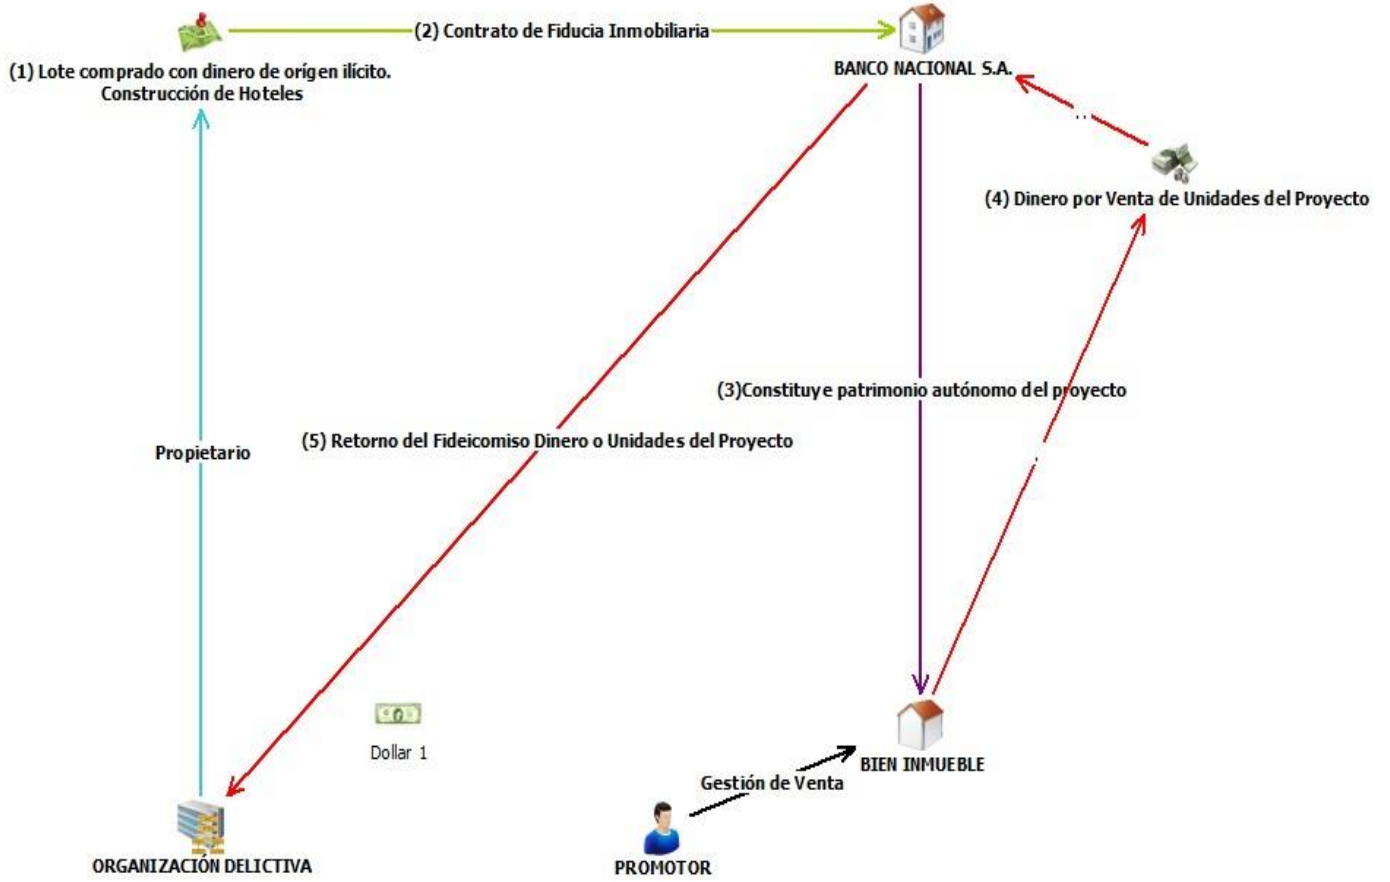 (2) Contrato de Fiducia Inmobiliaria
(1) Lote comprado con dinero de orígen ilícito.
Construcción de Hoteles
BANCO NACIONAL S.A.
. .
(4) Dinero por Venta de Unidades del Proyecto
(3)Constituye patrimonio autónomo del proyecto
(5) Retorno del Fideicomiso Dinero o Unidades del Proyecto
Propietario
.
Dollar 1
BIEN INMUEBLE
Gestión de Venta
ORGANIZACIÓN DELICTIVA
PROMOTOR